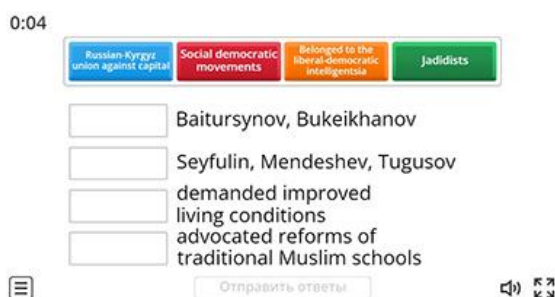 0:04
Russian-Kyrgyz
union against capital
Social democratic
movements
Belonged to the
liberal-democratic
intelligentsia
Jadidists
Baitursynov, Bukeikhanov
Seyfulin, Mendeshev, Tugusov
demanded improved
living conditions
advocated reforms of
traditional Muslim schools
Отправить ответы